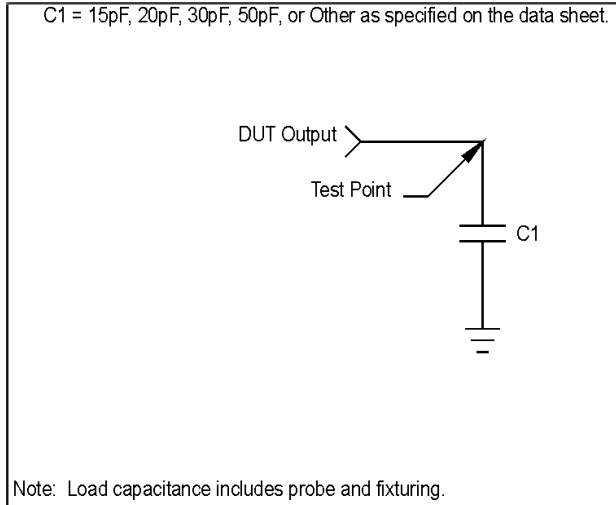 C1 = 15pF, 20pF, 30pF, 50pF, or Other as specified on the data sheet.
DUT Output
Test Point
C1
Note: Load capacitance includes probe and fixturing.